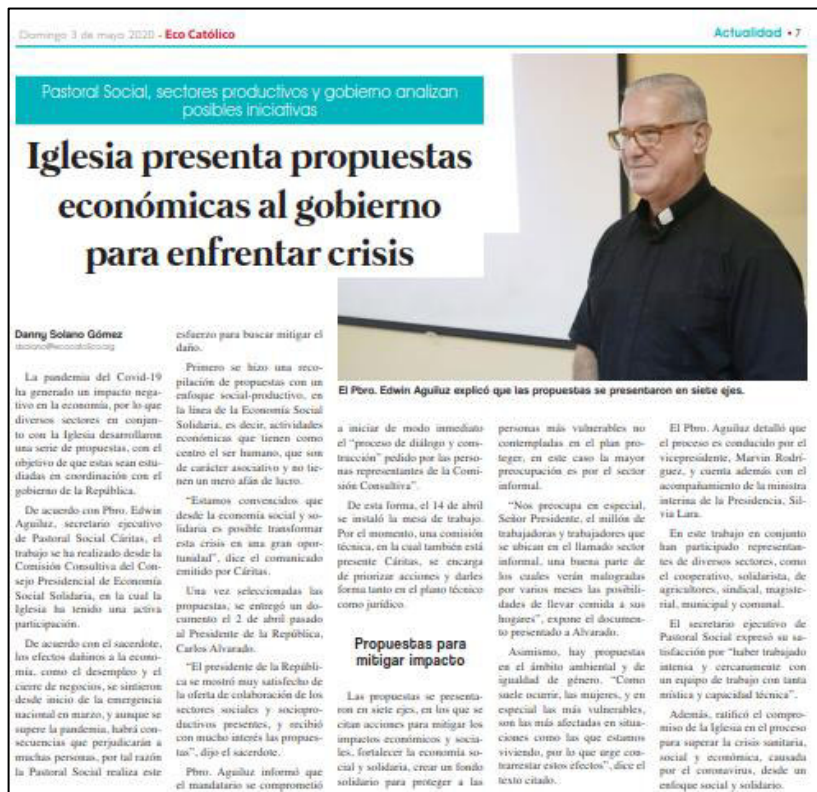 Domingo 3 de mayo 2020 - Eco Católico
Actualidad • 7
Pastoral Social, sectores productivos y gobierno analizan
posibles iniciativas
Iglesia presenta propuestas
económicas al gobierno
para enfrentar crisis
El Pbro. Edwin Aguiluz explicó que las propuestas se presentaron en siete ejes.
Danny Solano Gómez
dsolano@ecocatolico.org
La pandemia del Covid-19
ha generado un impacto nega-
tivo en la economía, por lo que
diversos sectores en conjun-
to con la Iglesia desarrollaron
una serie de propuestas, con el
objetivo de que estas sean estu-
diadas en coordinación con el
gobierno de la República.
De acuerdo con Pbro. Edwin
Aguiluz, secretario ejecutivo
de Pastoral Social Cáritas, el
trabajo se ha realizado desde la
Comisión Consultiva del Con-
sejo Presidencial de Economía
Social Solidaria, en la cual la
Iglesia ha tenido una activa
participación.
De acuerdo con el sacerdote,
los efectos dañinos a la econo-
mía, como el desempleo y el
cierre de negocios, se sintieron
desde inicio de la emergencia
nacional en marzo, y aunque se
supere la pandemia, habrá con-
secuencias que perjudicarán a
muchas personas, por tal razón
la Pastoral Social realiza este
esfuerzo para buscar mitigar el
daño.
Primero se hizo una reco-
pilación de propuestas con un
enfoque social-productivo, en
la línea de la Economía Social
Solidaria, es decir, actividades
económicas que tienen como
centro el ser humano, que son
de carácter asociativo y no tie-
nen un mero afán de lucro.
"Estamos convencidos que
desde la economía social y so-
lidaria es posible transformar
esta crisis en una gran opor-
tunidad", dice el comunicado
emitido por Cáritas.
Una vez seleccionadas las
propuestas, se entregó un do-
cumento el 2 de abril pasado
al Presidente de la República,
Carlos Alvarado.
"El presidente de la Repúbli-
ca se mostró muy satisfecho de
la oferta de colaboración de los
sectores sociales y sociopro-
ductivos presentes, y recibió
con mucho interés las propues-
tas", dijo el sacerdote.
Pbro. Aguiluz informó que
el mandatario se comprometió
a iniciar de modo inmediato
el "proceso de diálogo y cons-
trucción" pedido por las perso-
nas representantes de la Comi-
sión Consultiva".
De esta forma, el 14 de abril
se instaló la mesa de trabajo.
Por el momento, una comisión
técnica, en la cual también está
presente Cáritas, se encarga
de priorizar acciones y darles
forma tanto en el plano técnico
como jurídico.
Propuestas para
mitigar impacto
Las propuestas se presenta-
ron en siete ejes, en los que se
citan acciones para mitigar los
impactos económicos y socia-
les, fortalecer la economía so-
cial y solidaria, crear un fondo
solidario para proteger a las
personas más vulnerables no
contempladas en el plan pro-
teger, en este caso la mayor
preocupación es por el sector
informal.
"Nos preocupa en especial,
Señor Presidente, el millón de
trabajadoras y trabajadores que
se ubican en el llamado sector
informal, una buena parte de
los cuales verán malogradas
por varios meses las posibili-
dades de llevar comida a sus
hogares", expone el documen-
to presentado a Alvarado.
Asimismo, hay propuestas
en el ámbito ambiental y de
igualdad de género. "Como
suele ocurrir, las mujeres, y en
especial las más vulnerables,
son las más afectadas en situa-
ciones como las que estamos
viviendo, por lo que urge con-
trarrestar estos efectos", dice el
texto citado.
El Pbro. Aguiluz detalló que
el proceso es conducido por el
vicepresidente, Marvin Rodrí-
guez, y cuenta además con el
acompañamiento de la ministra
interina de la Presidencia, Sil-
via Lara.
En este trabajo en conjunto
han participado representan-
tes de diversos sectores, como
el cooperativo, solidarista, de
agricultores, sindical, magiste-
rial, municipal y comunal.
El secretario ejecutivo de
Pastoral Social expresó su sa-
tisfacción por "haber trabajado
intensa y cercanamente con
un equipo de trabajo con tanta
mística y capacidad técnica".
Además, ratificó el compro-
miso de la Iglesia en el proceso
para superar la crisis sanitaria,
social y económica, causada
por el coronavirus, desde un
enfoque social y solidario.